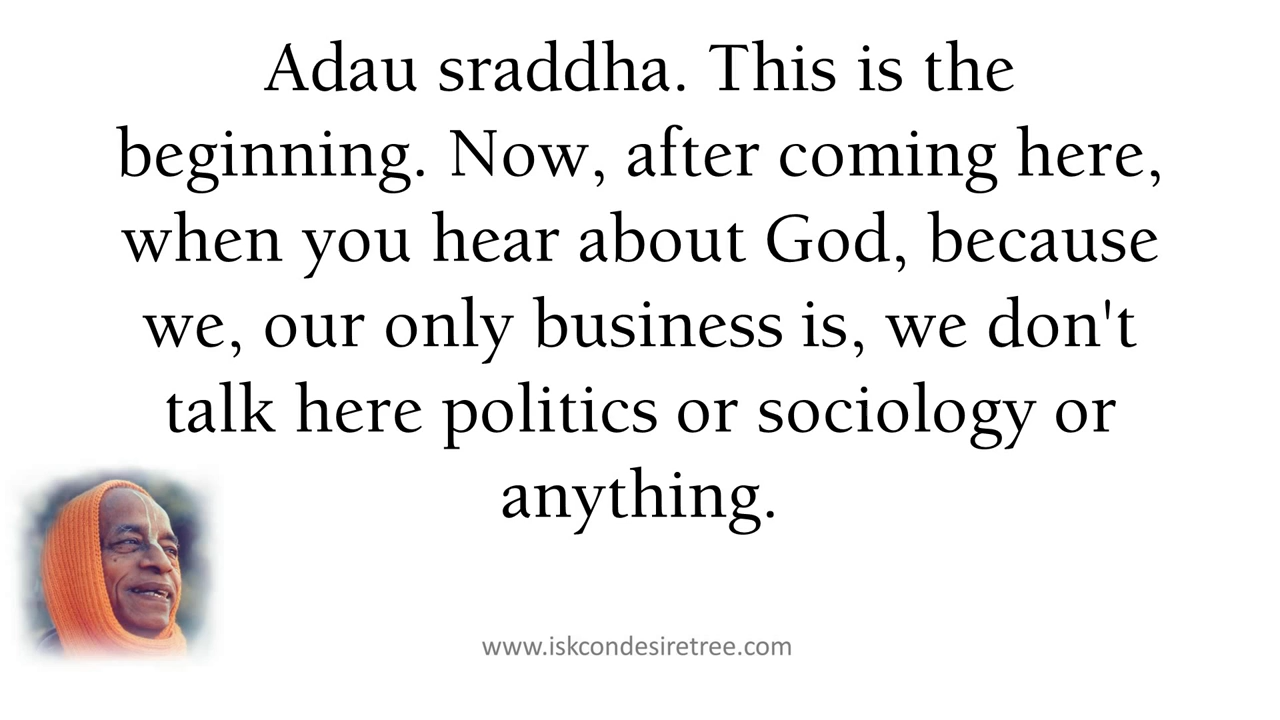 Adau sraddha. This is the
beginning. Now, after coming here,
when you hear about God, because
we, our only business is, we don't
talk here politics or sociology or
anything.
www.iskcondesiretree.com